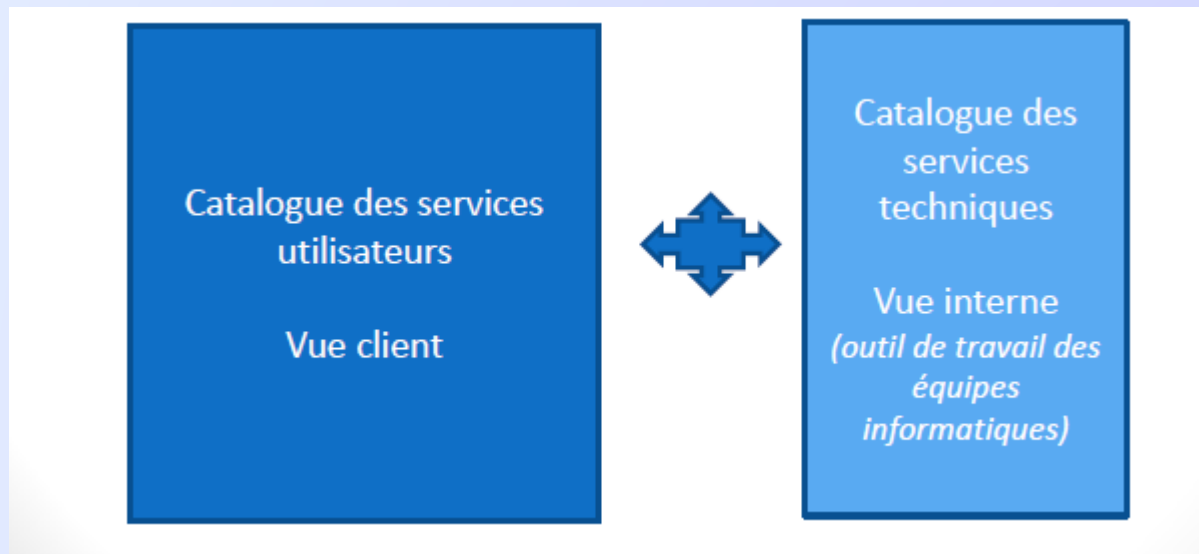 Catalogue des services
utilisateurs
Vue client
Catalogue des
services
techniques
Vue interne
(outil de travail des
équipes
informatiques)